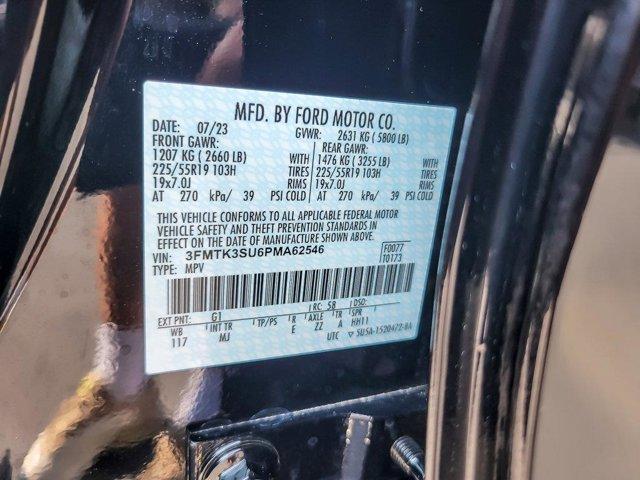 MFD. BY FORD MOTOR CO.
DATE: 07/23 GVWR: 2631 KG ( 5800 LB)
FRONT GAWR: REAR GAWR:
1207 KG ( 2660 LB) WITH 1476 KG ( 3255 LB) WITH
225/55R19 103H TIRES 225/55R19 103H TIRES
19x7.0J RIMS 19x7.0J RIMS
AT 270 kPa/ 39 PSI COLD AT 270 kPa/ 39 PSI COLD
THIS VEHICLE CONFORMS TO ALL APPLICABLE FEDERAL MOTOR
VEHICLE SAFETY AND THEFT PREVENTION STANDARDS IN
EFFECT ON THE DATE OF MANUFACTURE SHOWN ABOVE.
VIN: 3FMTK3SU6PMA62546 F0077
TYPE: MPV T0173
EXT PNT: G1 RC: 58 DSO:
WB INT TR TP/PS R AXLE TR SPR
117 MJ E ZZ A HH11
UTC 5U5A-1520472-BA